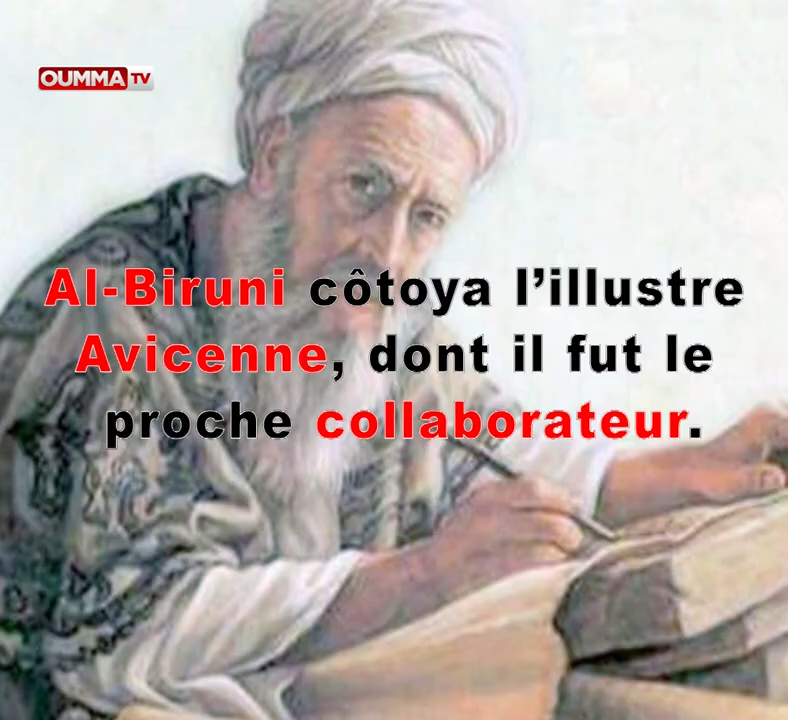 OUMMA TV
Al-Biruni côtoya l’illustre
Avicenne, dont il fut le
proche collaborateur.